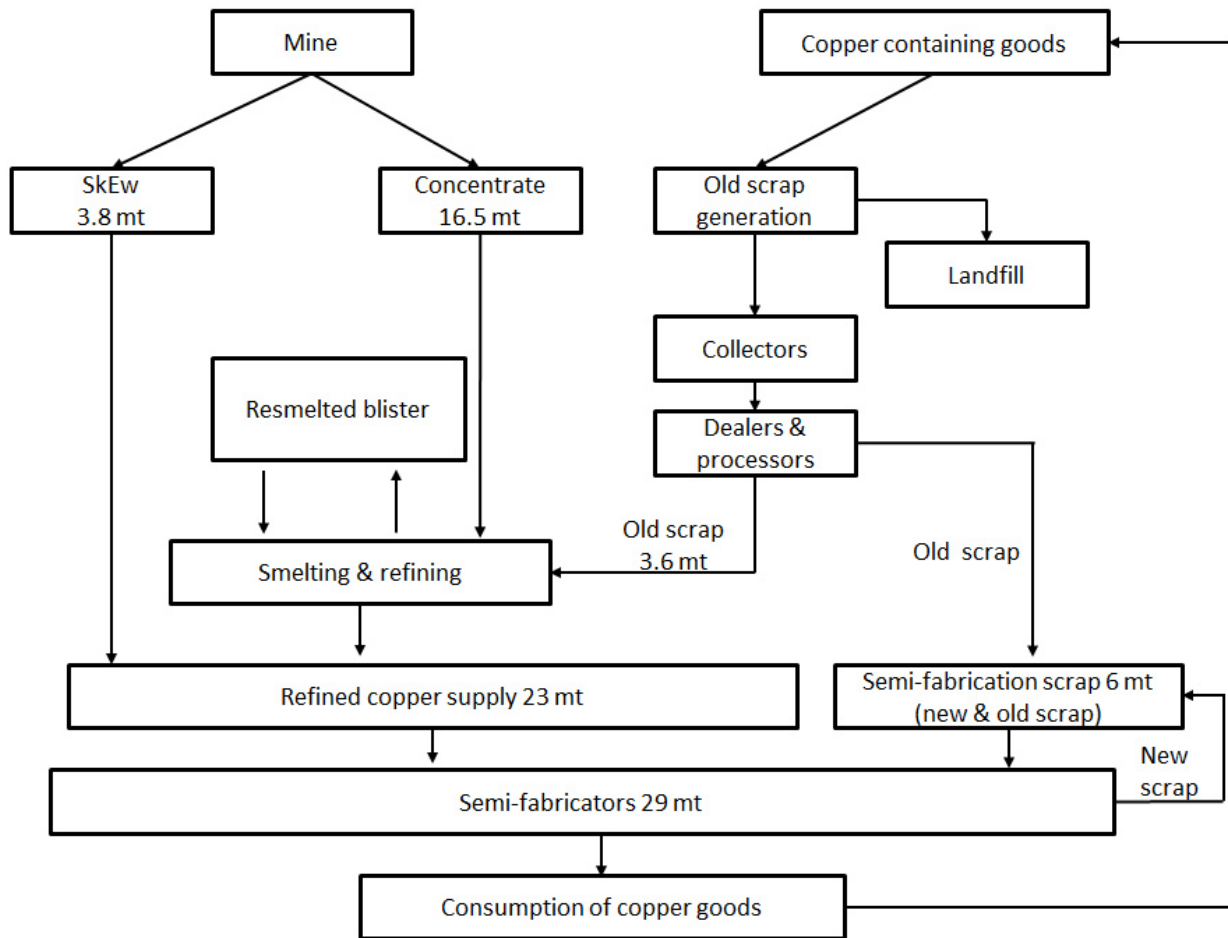 Mine
Copper containing goods
SkEw
3.8 mt
Concentrate
16.5 mt
Old scrap
generation
Landfill
Collectors
Resmelted blister
Dealers &
processors
Old scrap
3.6 mt
Old scrap
Smelting & refining
Refined copper supply 23 mt
Semi-fabrication scrap 6 mt
(new & old scrap)
New
scrap
Semi-fabricators 29 mt
Consumption of copper goods